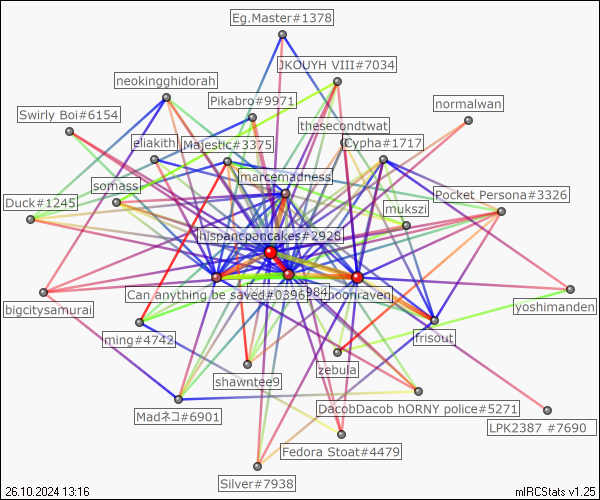 Eg.Master#1378
JKOUYH VIII#7034
neokingghidorah
Pikabro#9971
normalwan
Swirly Boi#6154
thesecondtwat
eliakith
Majestic#3375
Cypha#1717
marcemadness
somass
Pocket Persona#3326
Duck#1245
mukszi
hispancpancakes#2928
Can anything be saved#0396
moonraven
bigcitysamurai
yoshimanden
ming#4742
frisout
zebula
shawntee9
DacobDacob hORNY police#5271
Madネコ#6901
LPK2387 #7690
Fedora Stoat#4479
Silver#7938
26.10.2024 13:16
mIRCStats v1.25